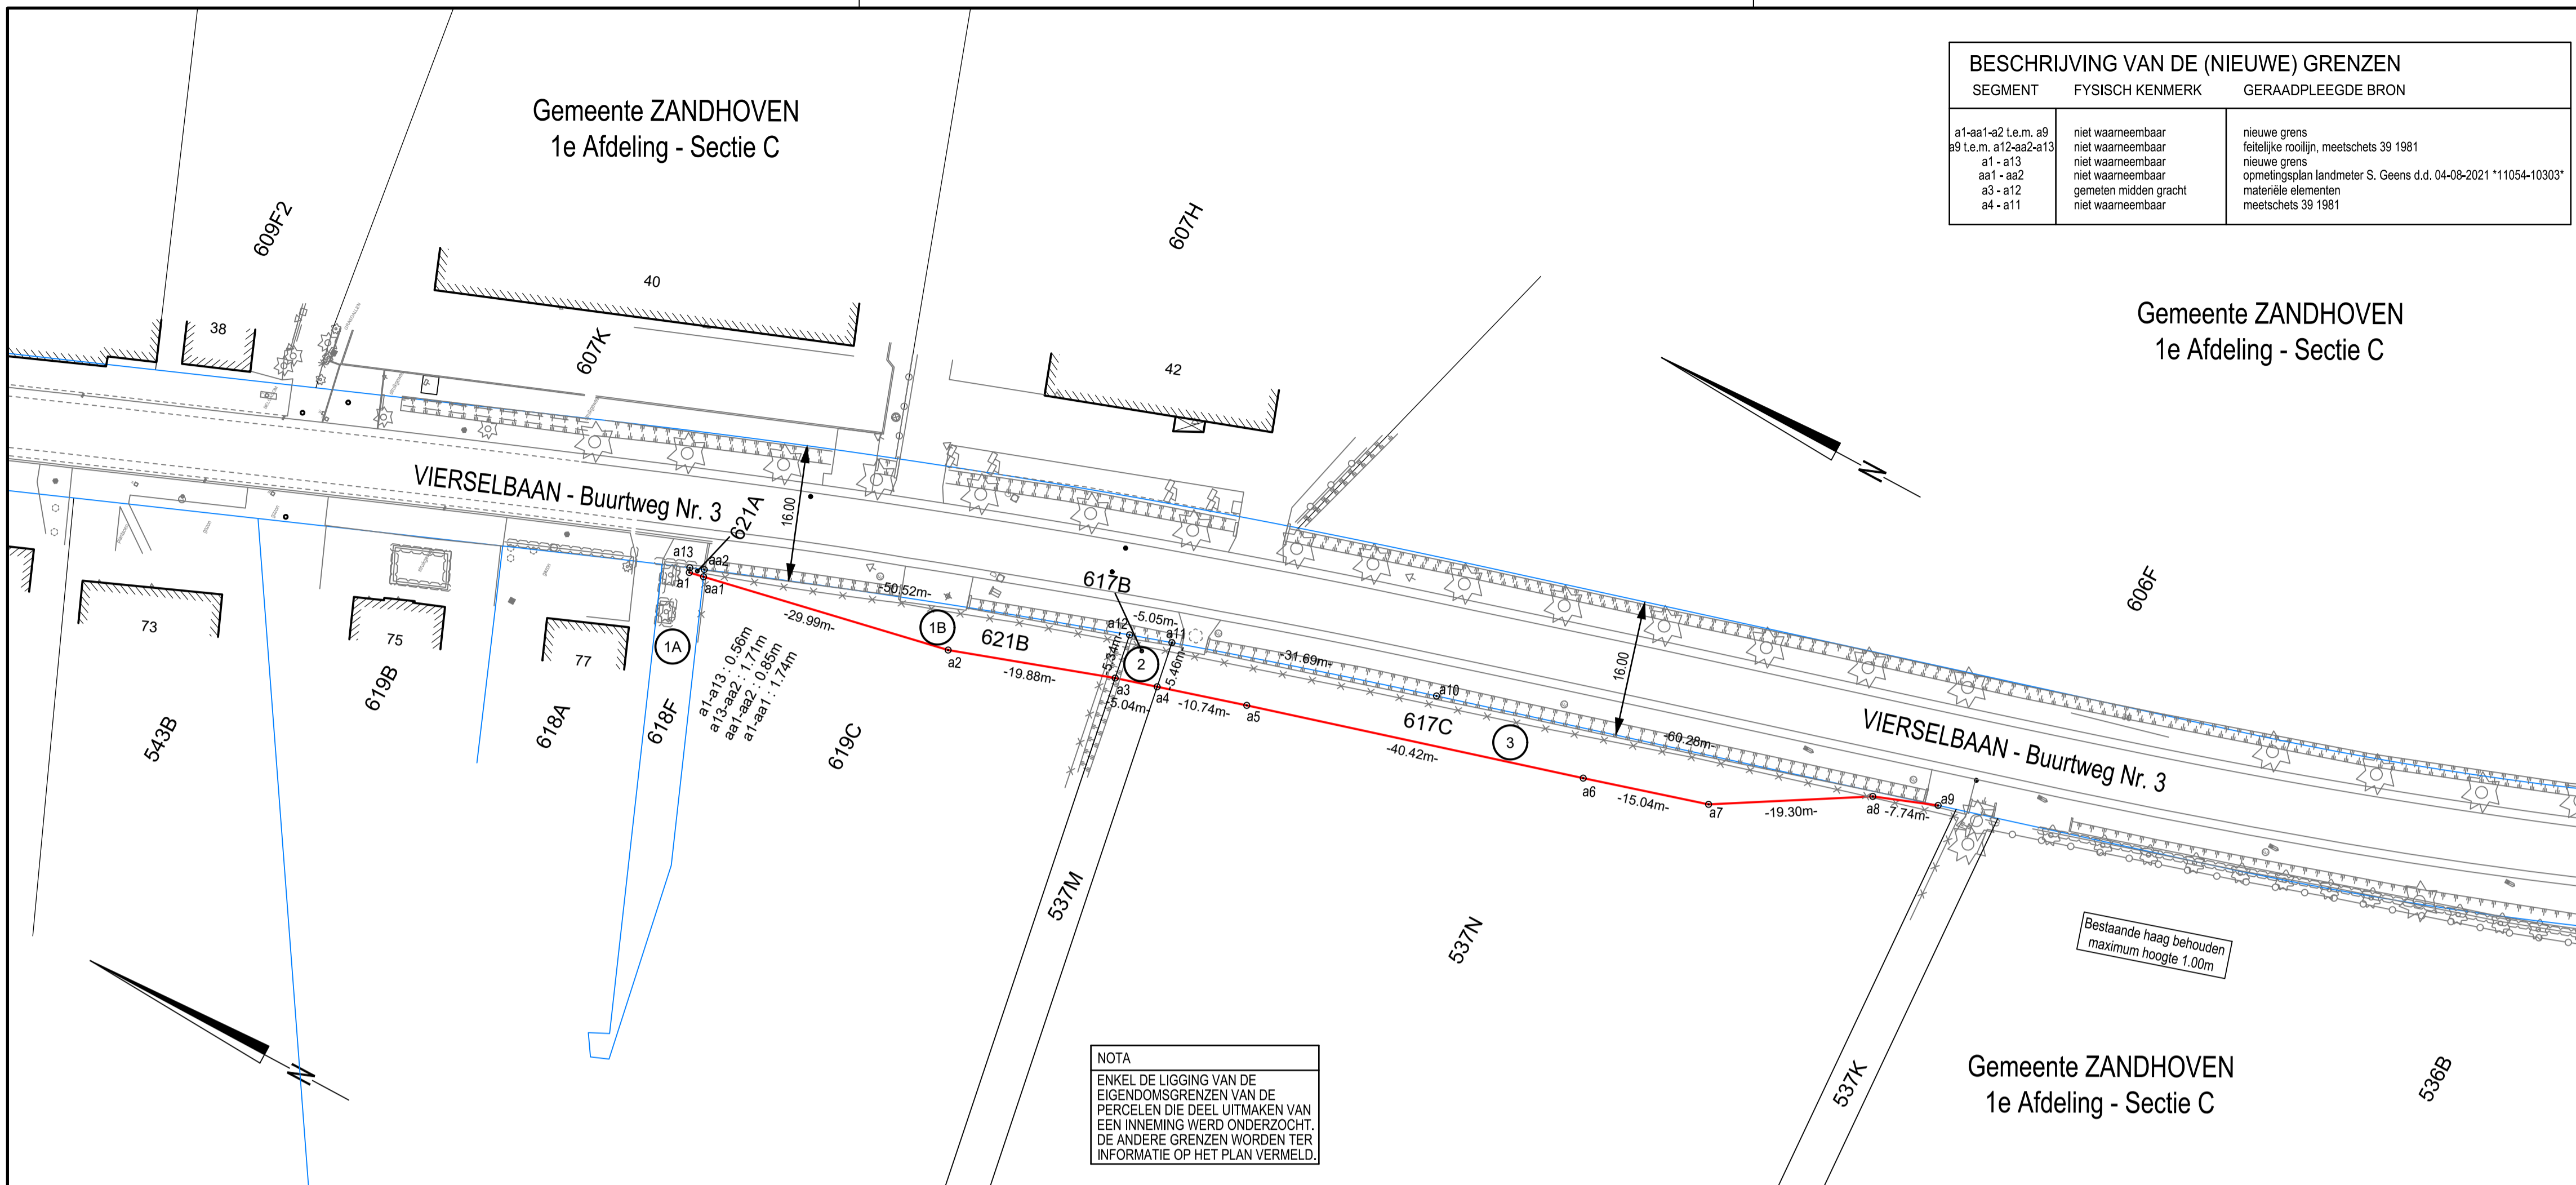 BESCHRIJVING VAN DE (NIEUWE) GRENZEN
SEGMENT FYSISCH KENMERK GERAADPLEEGDE BRON
a1-aa1-a2 t.e.m. a9 niet waarneembaar nieuwe grens
a9 t.e.m. a12-aa2-a13 niet waarneembaar feitelijke rooilijn, meetschets 39 1981
a1 - a13 niet waarneembaar nieuwe grens
aa1 - aa2 niet waarneembaar opmetingsplan landmeter S. Geens d.d. 04-08-2021 *11054-10303*
a3 - a12 gemeten midden gracht materiële elementen
a4 - a11 niet waarneembaar meetschets 39 1981
Gemeente ZANDHOVEN
1e Afdeling - Sectie C
609F2
607H
40
38
607K
42
Gemeente ZANDHOVEN
1e Afdeling - Sectie C
N
606F
VIERSELBAAN - Buurtweg Nr. 3
621A
16.00
a13
aa2
a1
aa1
-50.52m-
617B
-29.99m-
1B
621B
-5.05m-
a12
a11
2
-5.34m-
-5.46m-
-31.69m-
16.00
a10
a2
-19.88m-
a3
-5.04m-
a4
-10.74m-
a5
617C
3
-60.28m-
-40.42m-
VIERSELBAAN - Buurtweg Nr. 3
a6
-15.04m-
a7
-19.30m-
a8
-7.74m-
a9
73
75
77
1A
a1-a13 : 0.56m
a13-aa2 : 1.71m
aa1-aa2 : 0.85m
a1-aa1 : 1.74m
543B
619B
618A
618F
619C
537M
537N
537K
536B
Bestaande haag behouden
maximum hoogte 1.00m
N
NOTA
ENKEL DE LIGGING VAN DE
EIGENDOMSGRENZEN VAN DE
PERCELEN DIE DEEL UITMAKEN VAN
EEN INNEMING WERD ONDERZOCHT.
DE ANDERE GRENZEN WORDEN TER
INFORMATIE OP HET PLAN VERMELD.
Gemeente ZANDHOVEN
1e Afdeling - Sectie C